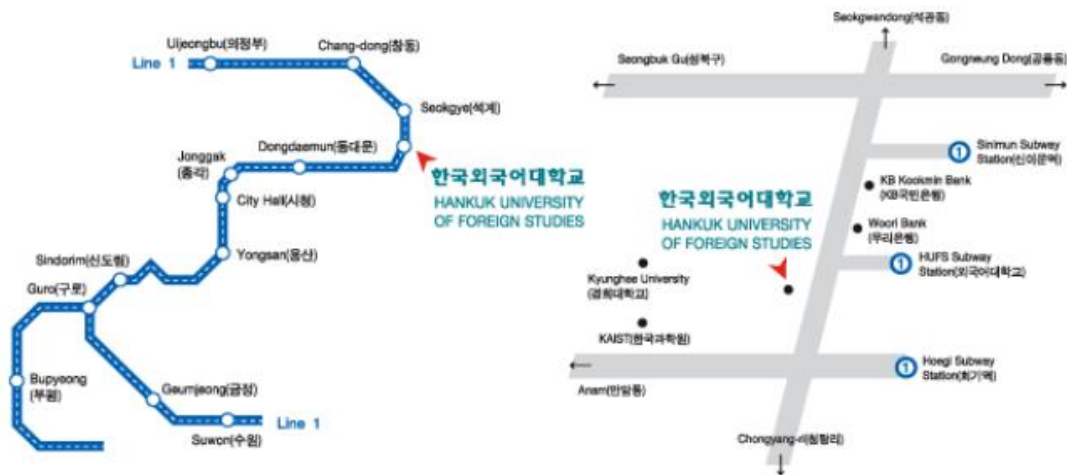 Uijeongbu(의정부)
Line 1
Chang-dong(창동)
Seokgye(석계)
Dongdaemun(동대문)
Jonggak
(종각)
한국외국어대학교
HANKUK UNIVERSITY
OF FOREIGN STUDIES
City Hall(시청)
Yongsan(용산)
Sindorim(신도림)
Guro(구로)
Bupyeong
(부평)
Geumjeong(금정)
Suwon(수원)
Line 1
Seokgwandong(석관동)
Seongbuk Gu(성북구)
Gongneung Dong(공릉동)
1
Sinimun Subway
Station(신이문역)
KB Kookmin Bank
(KB국민은행)
한국외국어대학교
HANKUK UNIVERSITY
OF FOREIGN STUDIES
Woori Bank
(우리은행)
1
HUFS Subway
Station(외국어대학교)
Kyunghee University
(경희대학교)
KAIST(한국과학원)
1
Hoegi Subway
Station(회기역)
Anam(안암동)